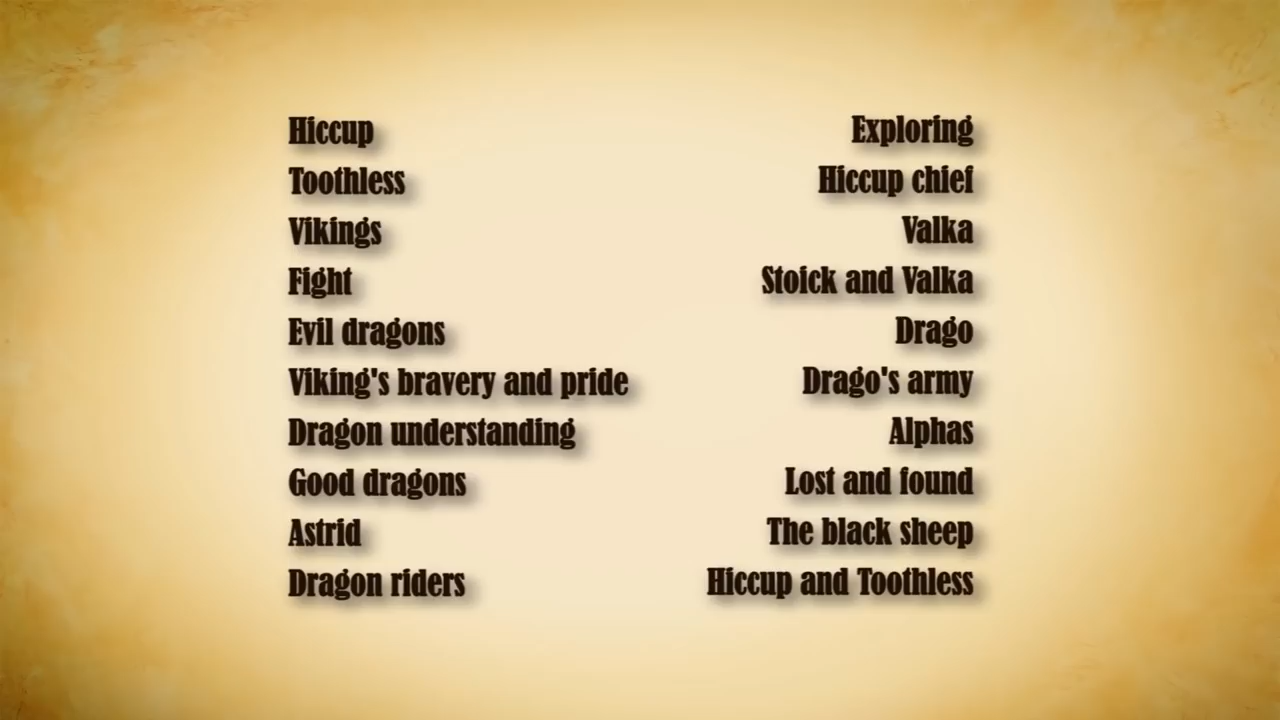 Hiccup
Toothless
Vikings
Fight
Evil dragons
Viking's bravery and pride
Dragon understanding
Good dragons
Astrid
Dragon riders
Exploring
Hiccup chief
Valka
Stoick and Valka
Drago
Drago's army
Alphas
Lost and found
The black sheep
Hiccup and Toothless